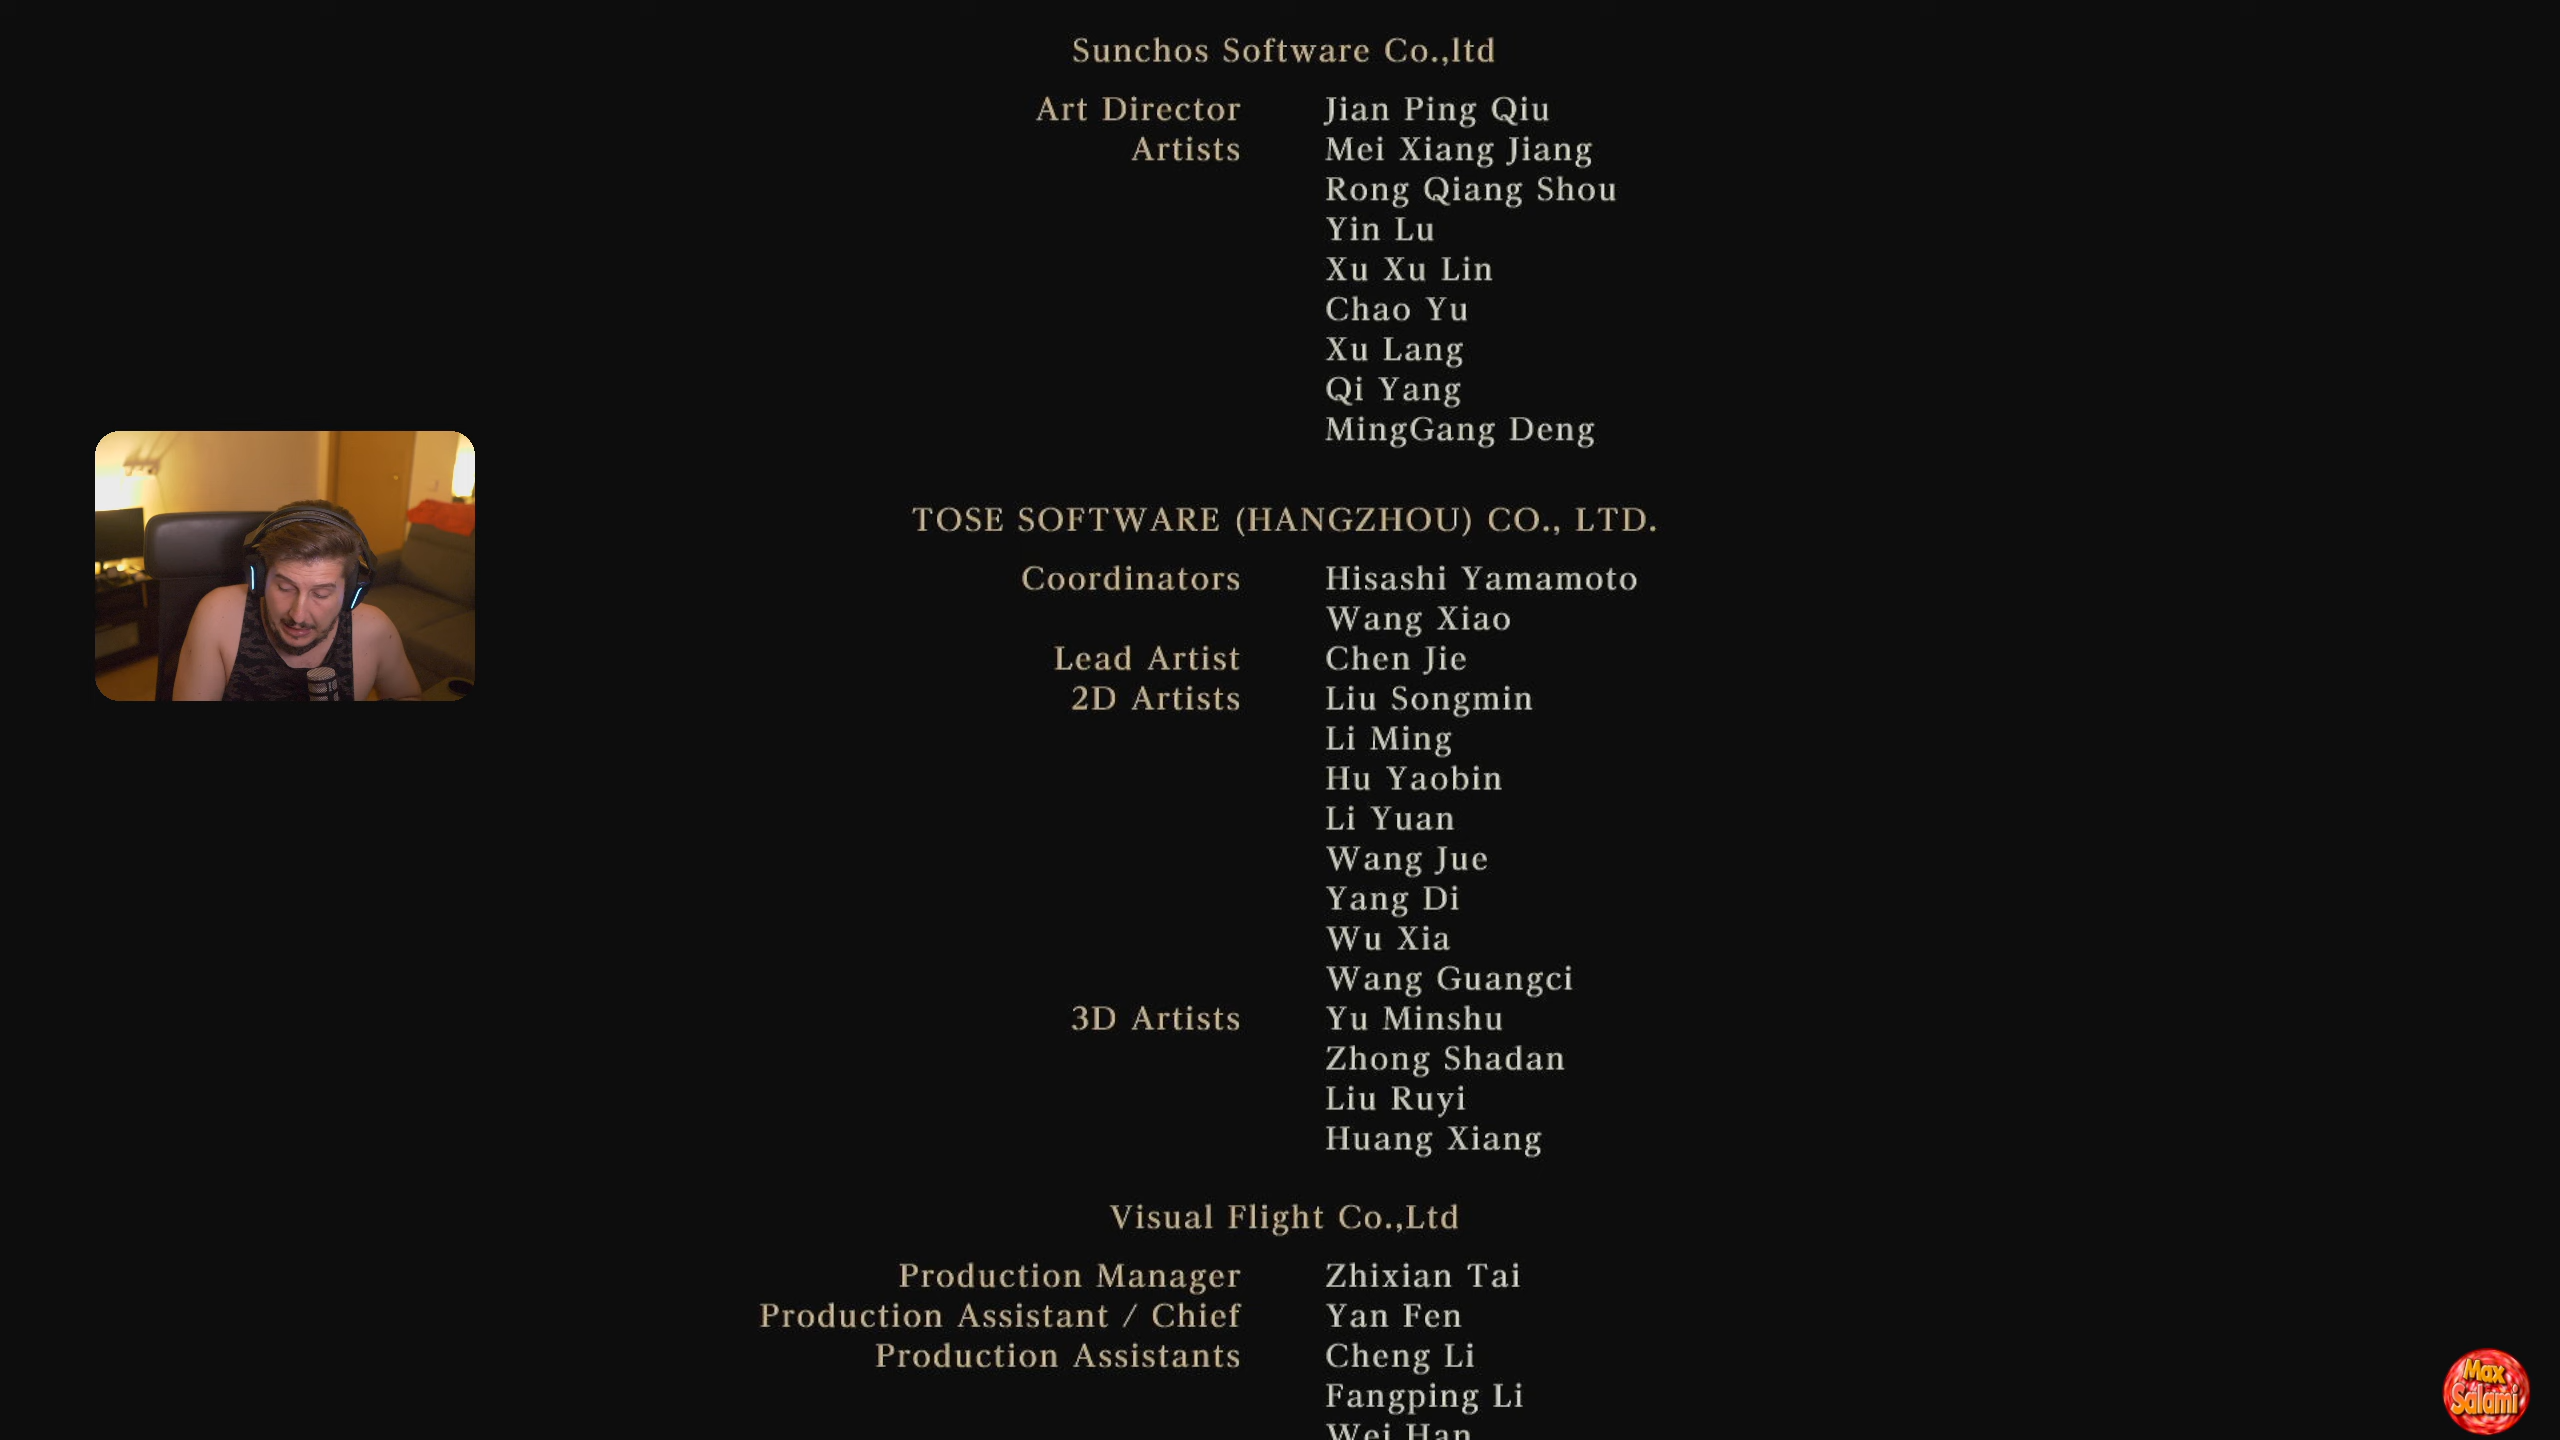 Sunchos Software Co.,ltd
Art Director Jian Ping Qiu
Artists Mei Xiang Jiang
Rong Qiang Shou
Yin Lu
Xu Xu Lin
Chao Yu
Xu Lang
Qi Yang
MingGang Deng
TOSE SOFTWARE (HANGZHOU) CO., LTD.
Coordinators Hisashi Yamamoto
Wang Xiao
Lead Artist Chen Jie
2D Artists Liu Songmin
Li Ming
Hu Yaobin
Li Yuan
Wang Jue
Yang Di
Wu Xia
Wang Guangci
3D Artists Yu Minshu
Zhong Shadan
Liu Ruyi
Huang Xiang
Visual Flight Co.,Ltd
Production Manager Zhixian Tai
Production Assistant / Chief Yan Fen
Production Assistants Cheng Li
Fangping Li
Wei Han
Max
Salami